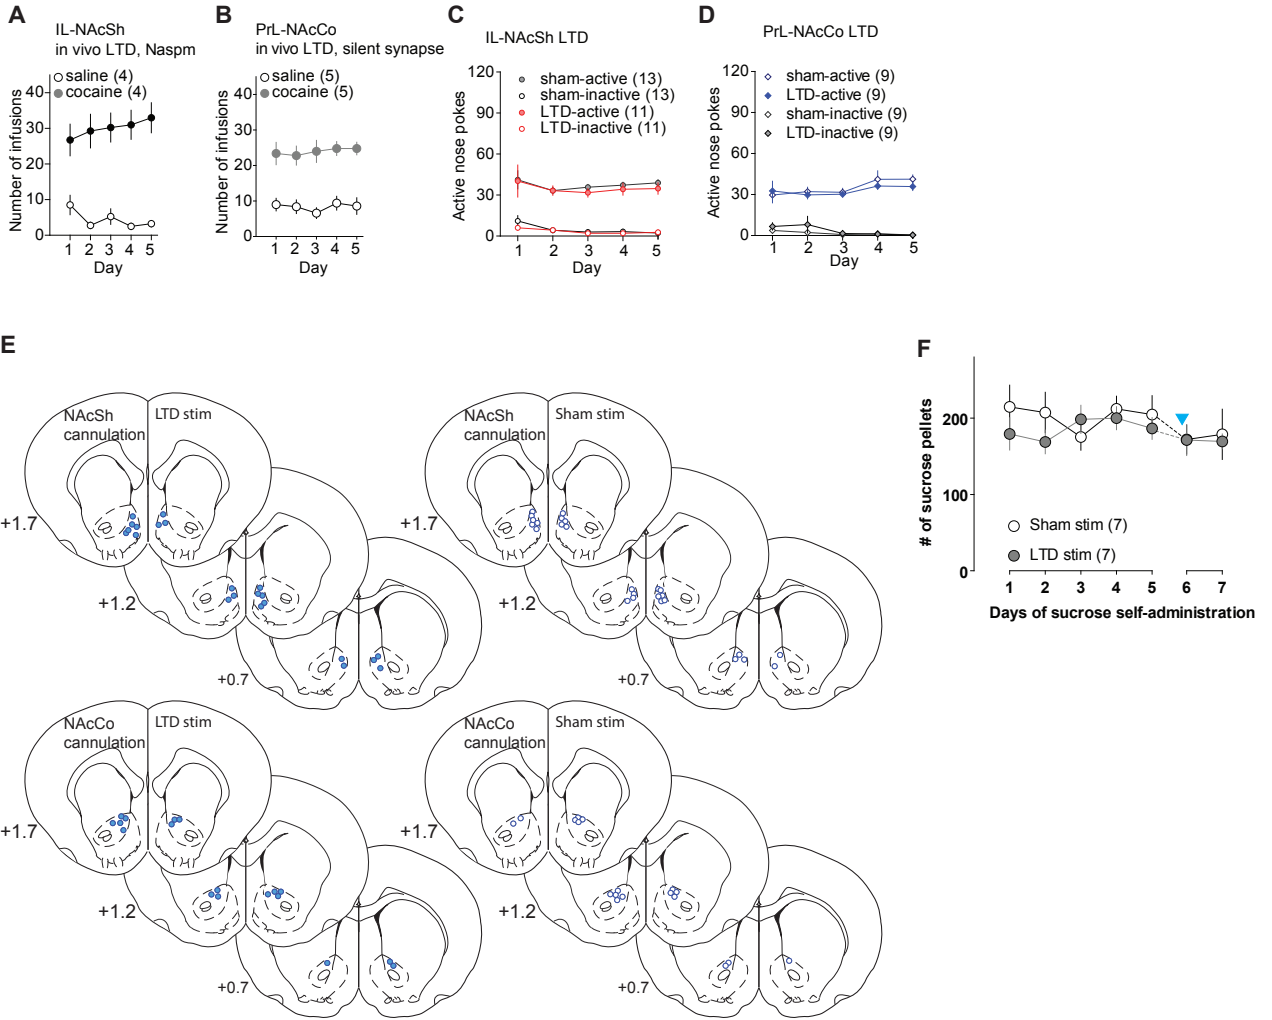 A
IL-NAcSh
in vivo LTD, Naspm
saline (4)
cocaine (4)
Number of infusions
40
30
20
10
0
1 2 3 4 5
Day
B
PrL-NAcCo
in vivo LTD, silent synapse
saline (5)
cocaine (5)
Number of infusions
40
30
20
10
0
1 2 3 4 5
Day
C
IL-NAcSh LTD
sham-active (13)
sham-inactive (13)
LTD-active (11)
LTD-inactive (11)
Active nose pokes
120
90
60
30
0
1 2 3 4 5
Day
D
PrL-NAcCo LTD
sham-active (9)
LTD-active (9)
sham-inactive (9)
LTD-inactive (9)
Active nose pokes
120
90
60
30
0
1 2 3 4 5
Day
E
NAcSh
cannulation
LTD stim
+1.7
+1.2
+0.7
NAcSh
cannulation
Sham stim
+1.7
+1.2
+0.7
NAcCo
cannulation
LTD stim
+1.7
+1.2
+0.7
NAcCo
cannulation
Sham stim
+1.7
+1.2
+0.7
F
# of sucrose pellets
200
100
0
Sham stim (7)
LTD stim (7)
1 2 3 4 5 6 7
Days of sucrose self-administration